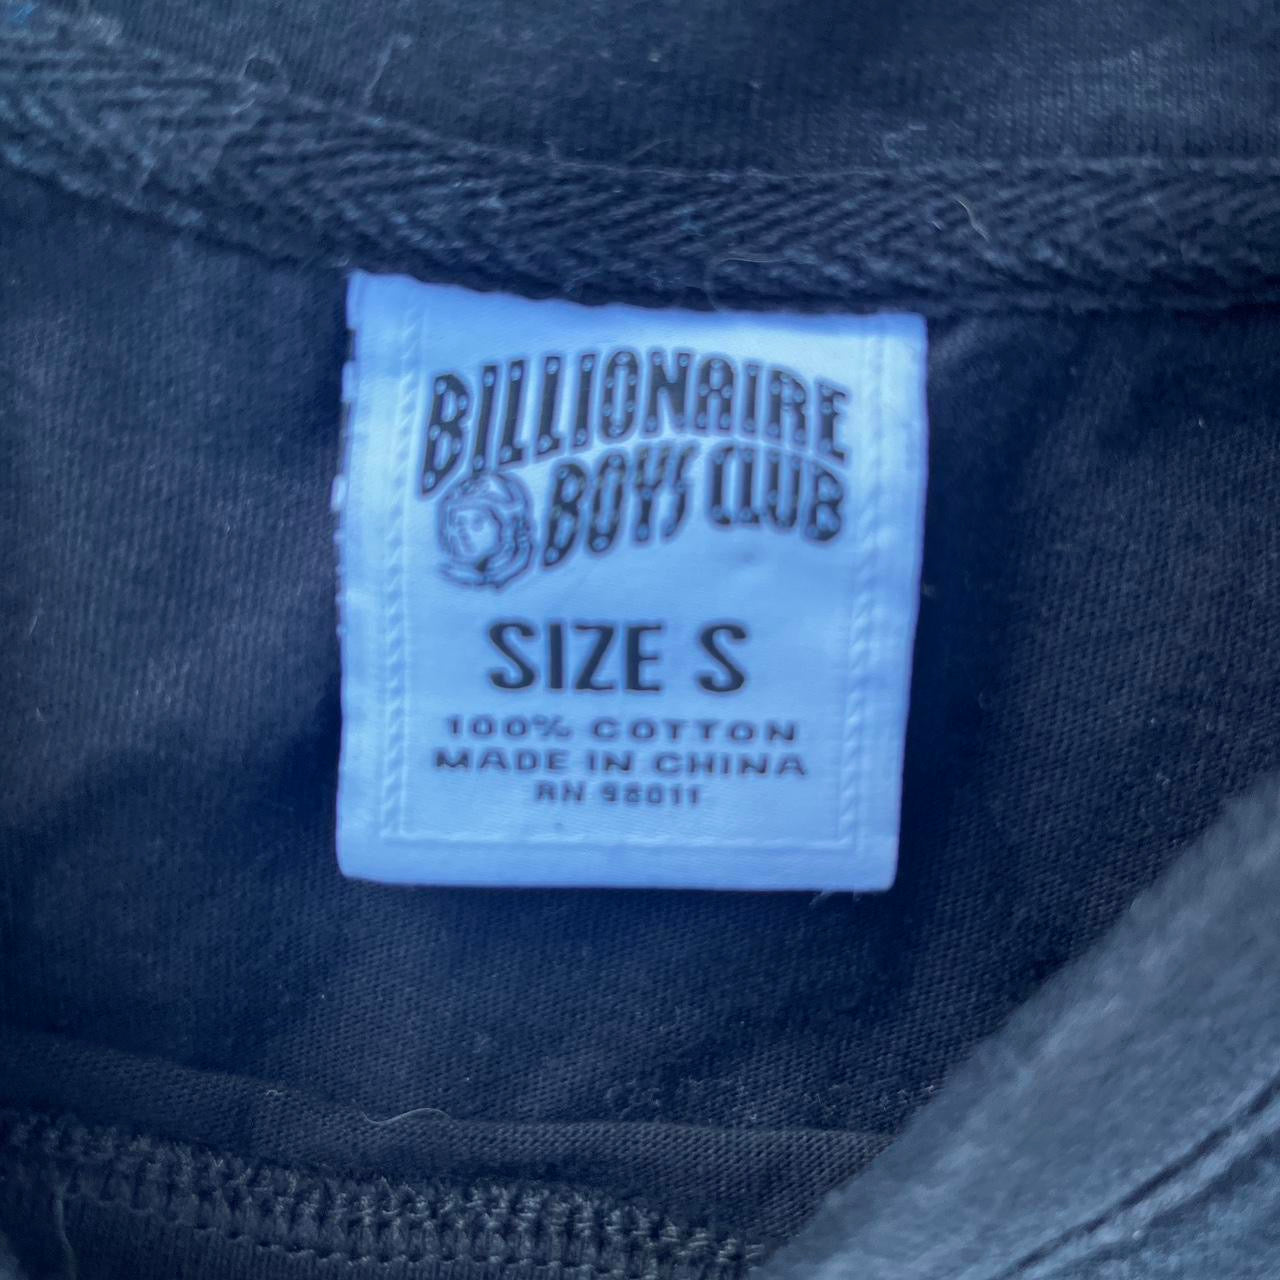 BILLIONAIRE
BOYS CLUB
SIZE S
100% COTTON
MADE IN CHINA
RN 98011